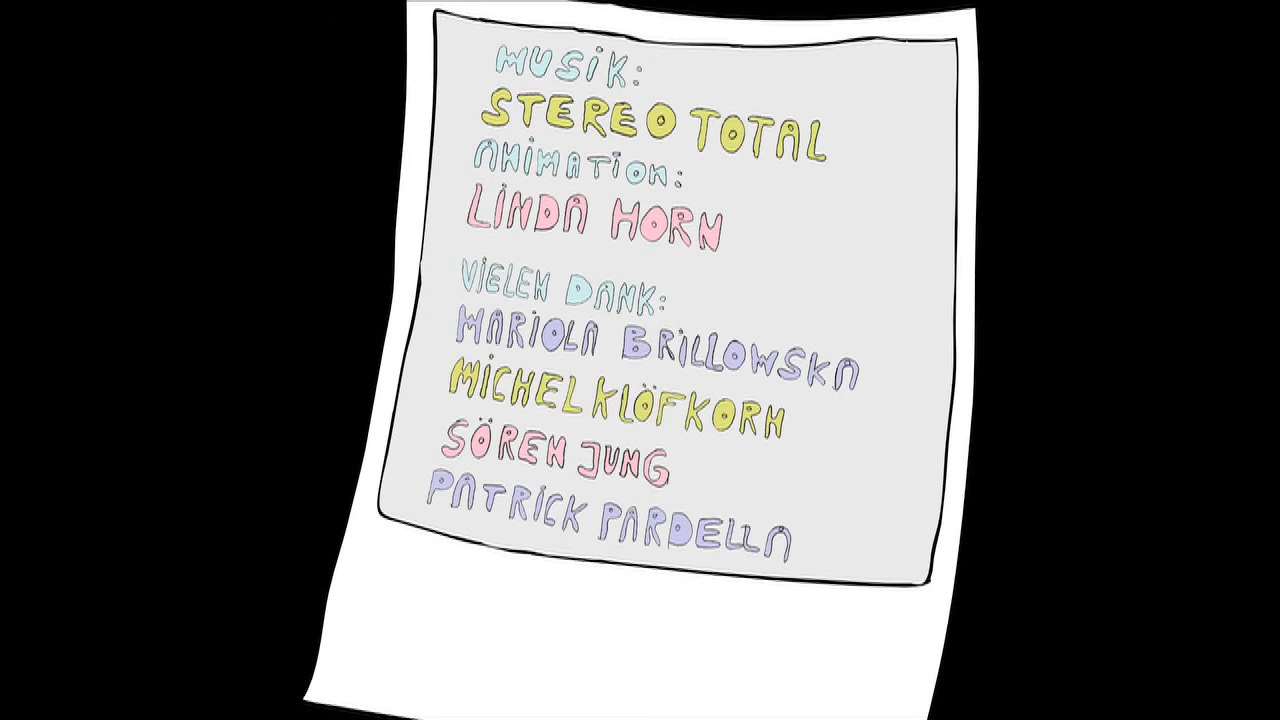 MUSIK:
STEREO TOTAL
ANIMATION:
LINDA HORN
VIELEN DANK:
MARIOLA BRILLOWSKA
MICHEL KLÖFKORN
SÖREN JUNG
PATRICK PARDELLA